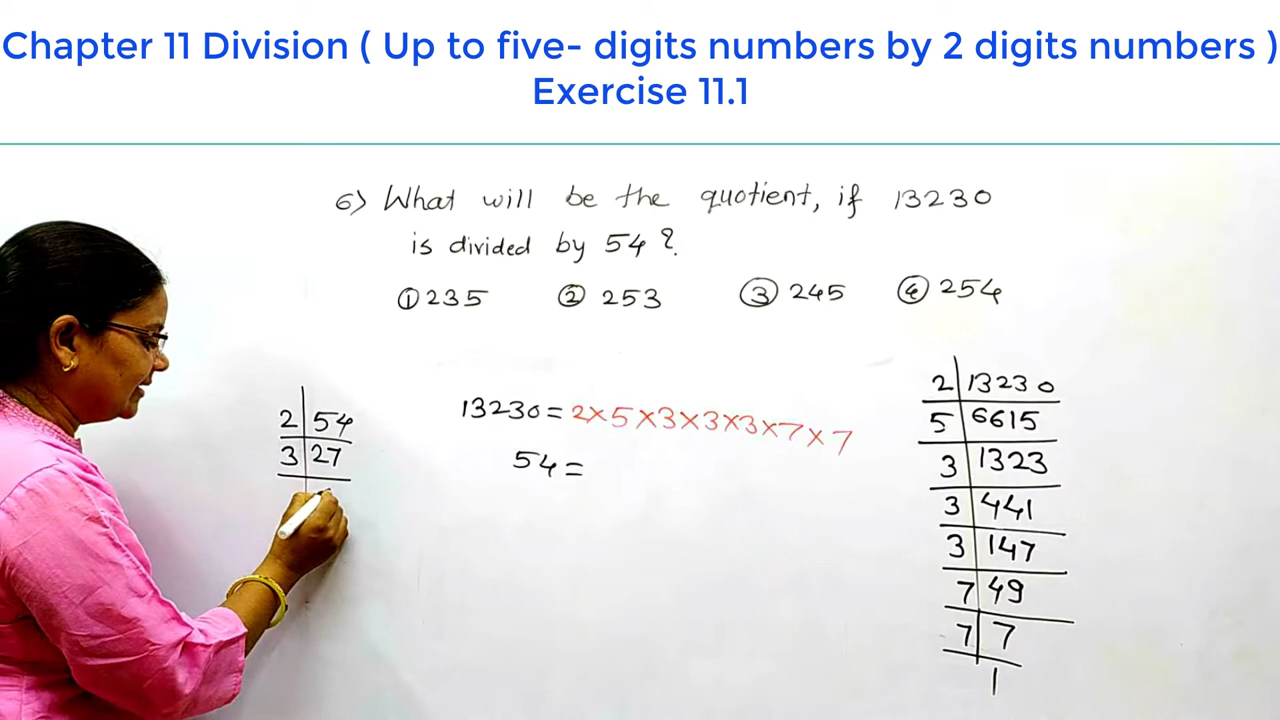 Chapter 11 Division ( Up to five- digits numbers by 2 digits numbers )
Exercise 11.1
6) What will be the quotient, if 13230
is divided by 54 ?
① 235 ② 253 ③ 245 ④ 254
2 54
3 27
13230 = 2×5×3×3×3×7×7
54 =
2 13230
5 6615
3 1323
3 441
3 147
7 49
7 7
1